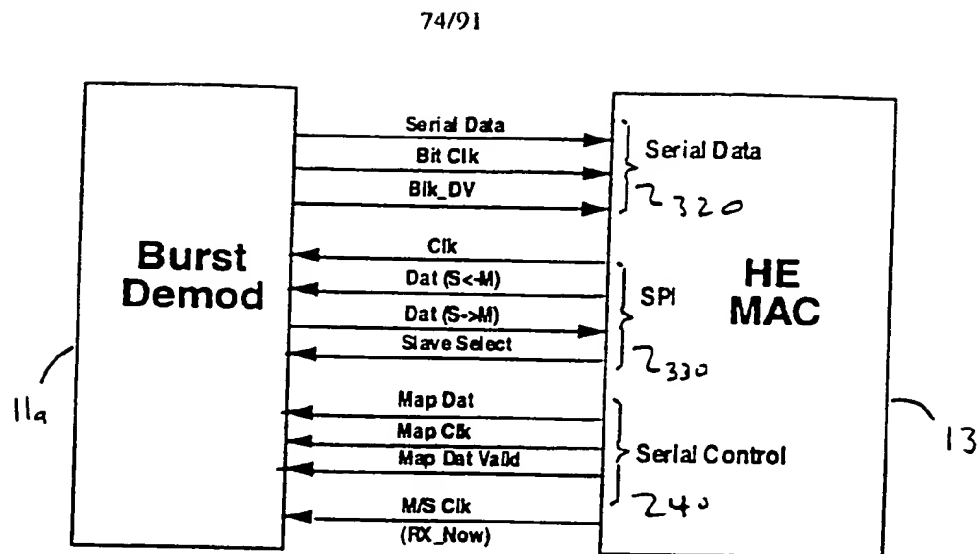 74/91
Serial Data
Bit Clk
Blk_DV
Serial Data
320
Clk
Dat (S<-M)
Dat (S->M)
Slave Select
SPI
330
Burst
Demod
HE
MAC
11a
13
Map Dat
Map Clk
Map Dat Valid
Serial Control
240
M/S Clk
(RX_Now)